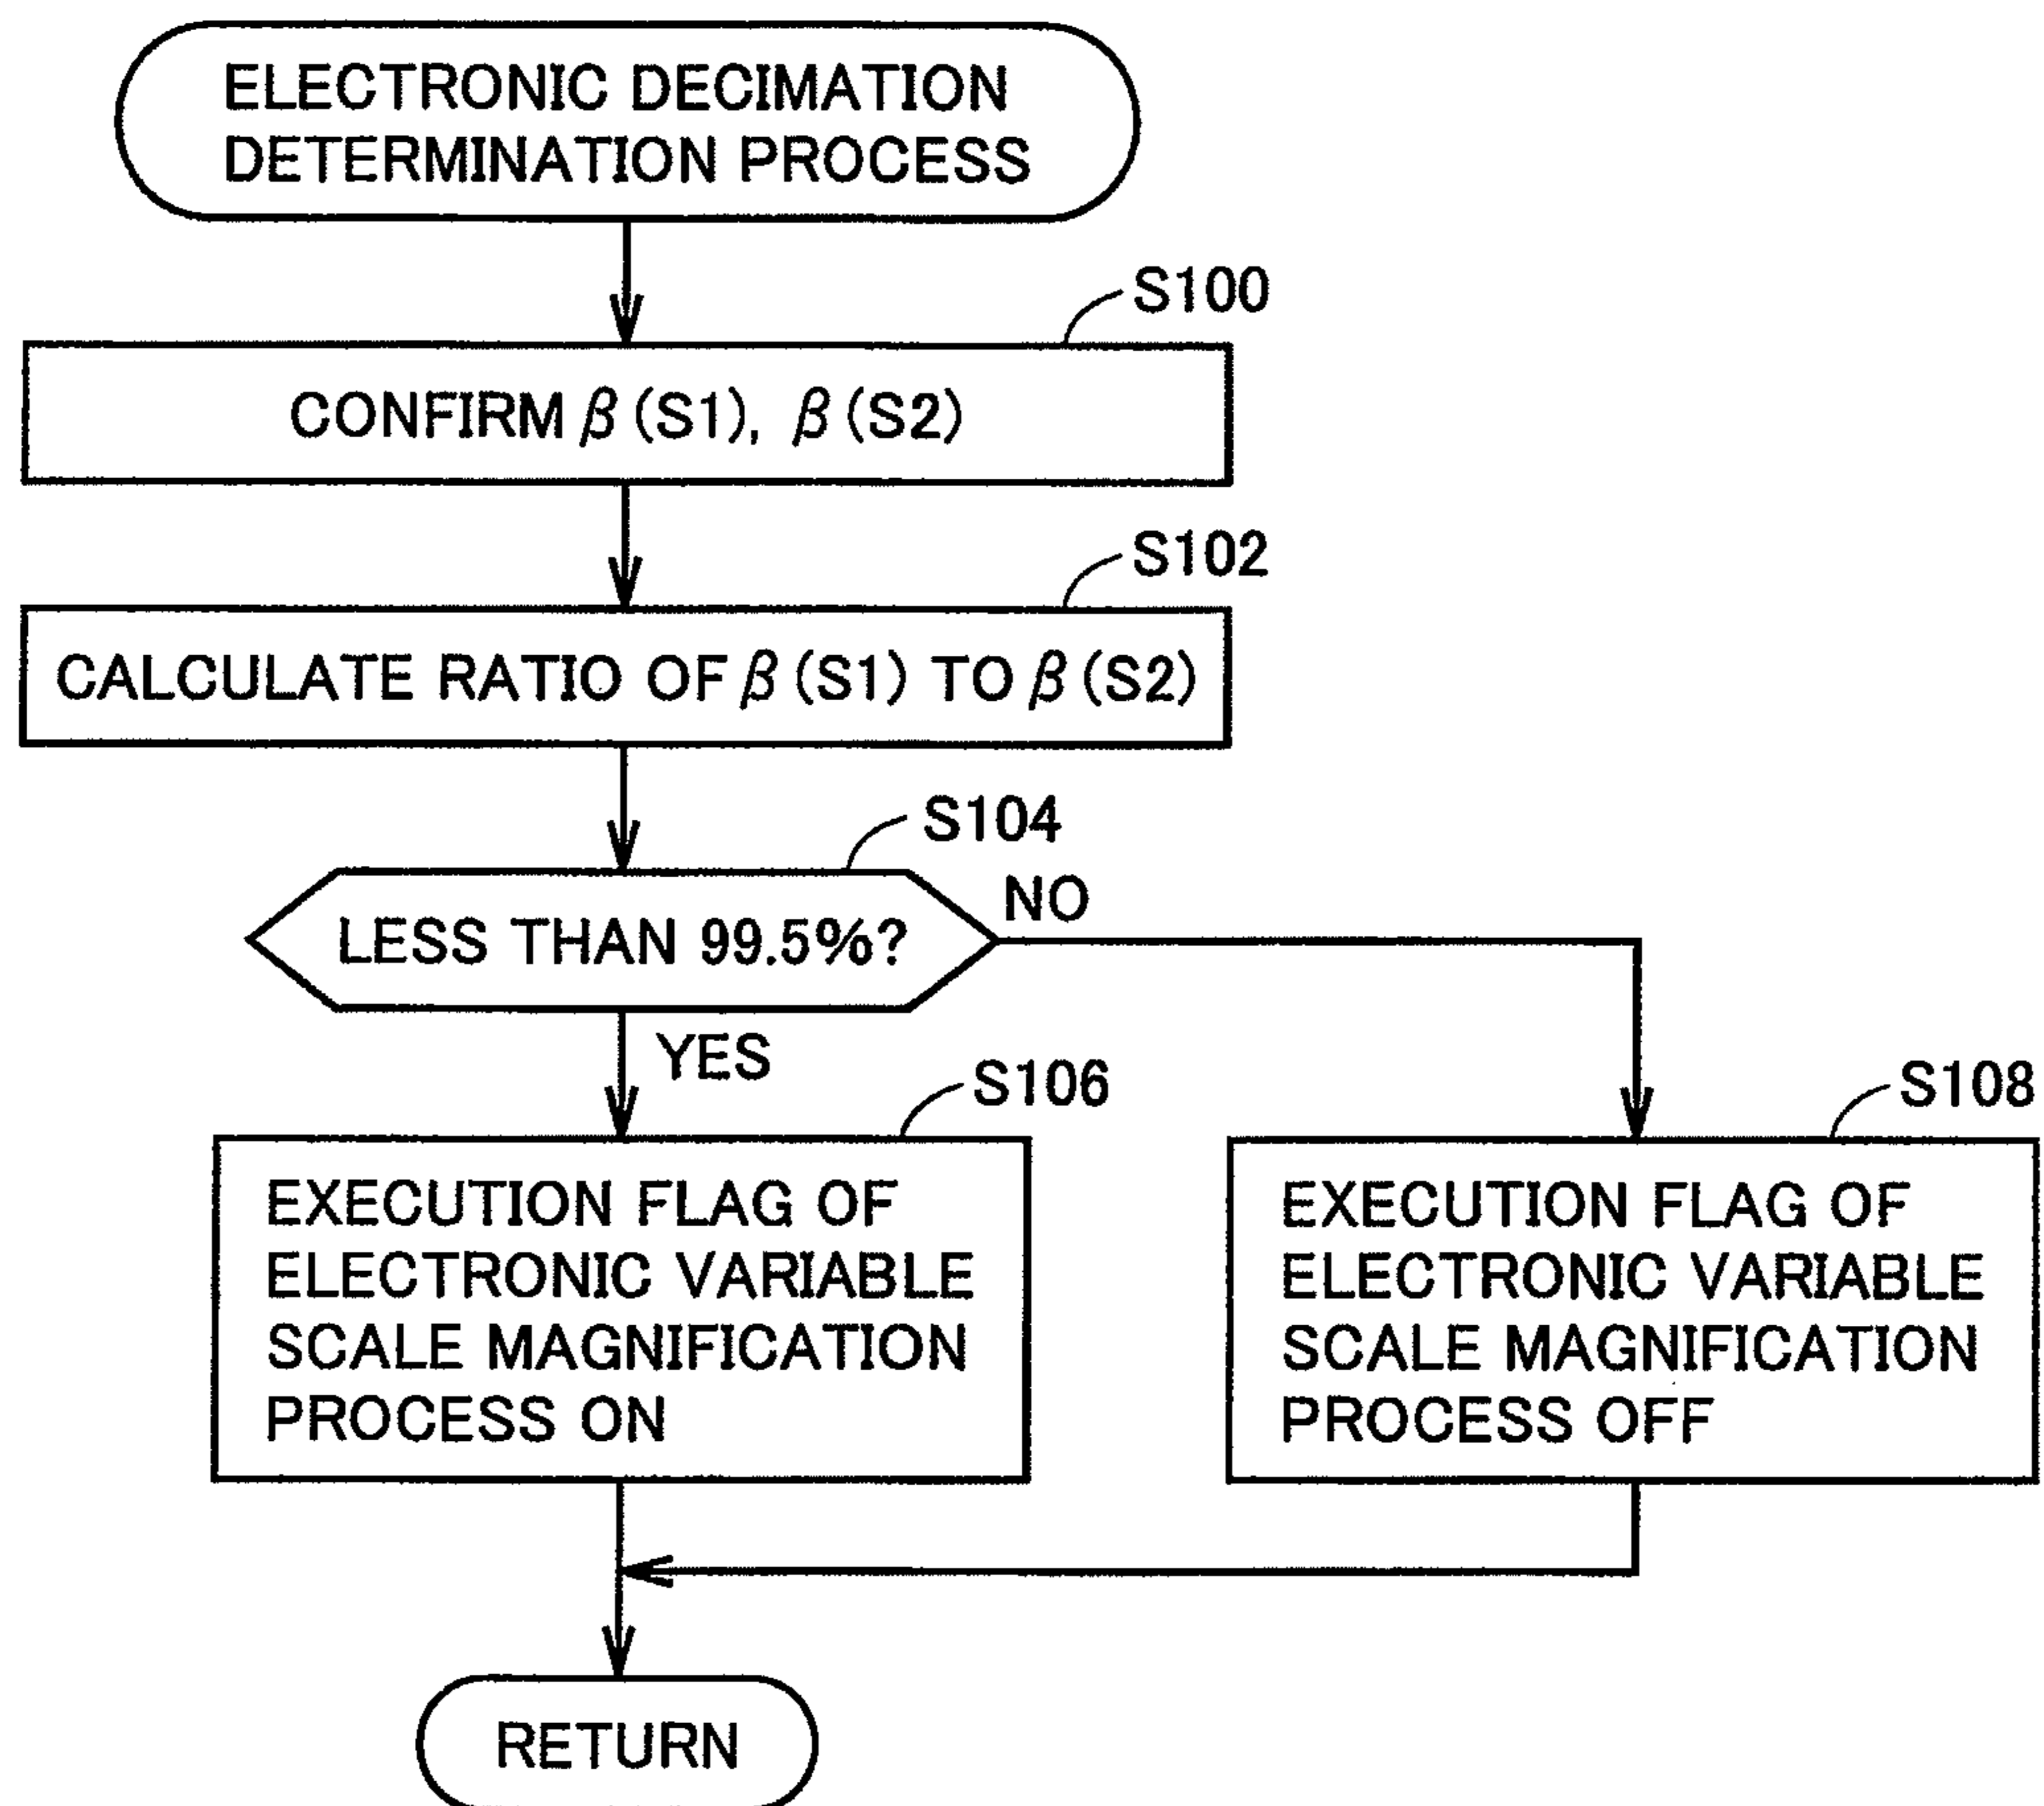 ELECTRONIC DECIMATION
DETERMINATION PROCESS
S100
CONFIRM β (S1), β (S2)
S102
CALCULATE RATIO OF β (S1) TO β (S2)
S104
LESS THAN 99.5%?
NO
YES
S106
EXECUTION FLAG OF
ELECTRONIC VARIABLE
SCALE MAGNIFICATION
PROCESS ON
S108
EXECUTION FLAG OF
ELECTRONIC VARIABLE
SCALE MAGNIFICATION
PROCESS OFF
RETURN